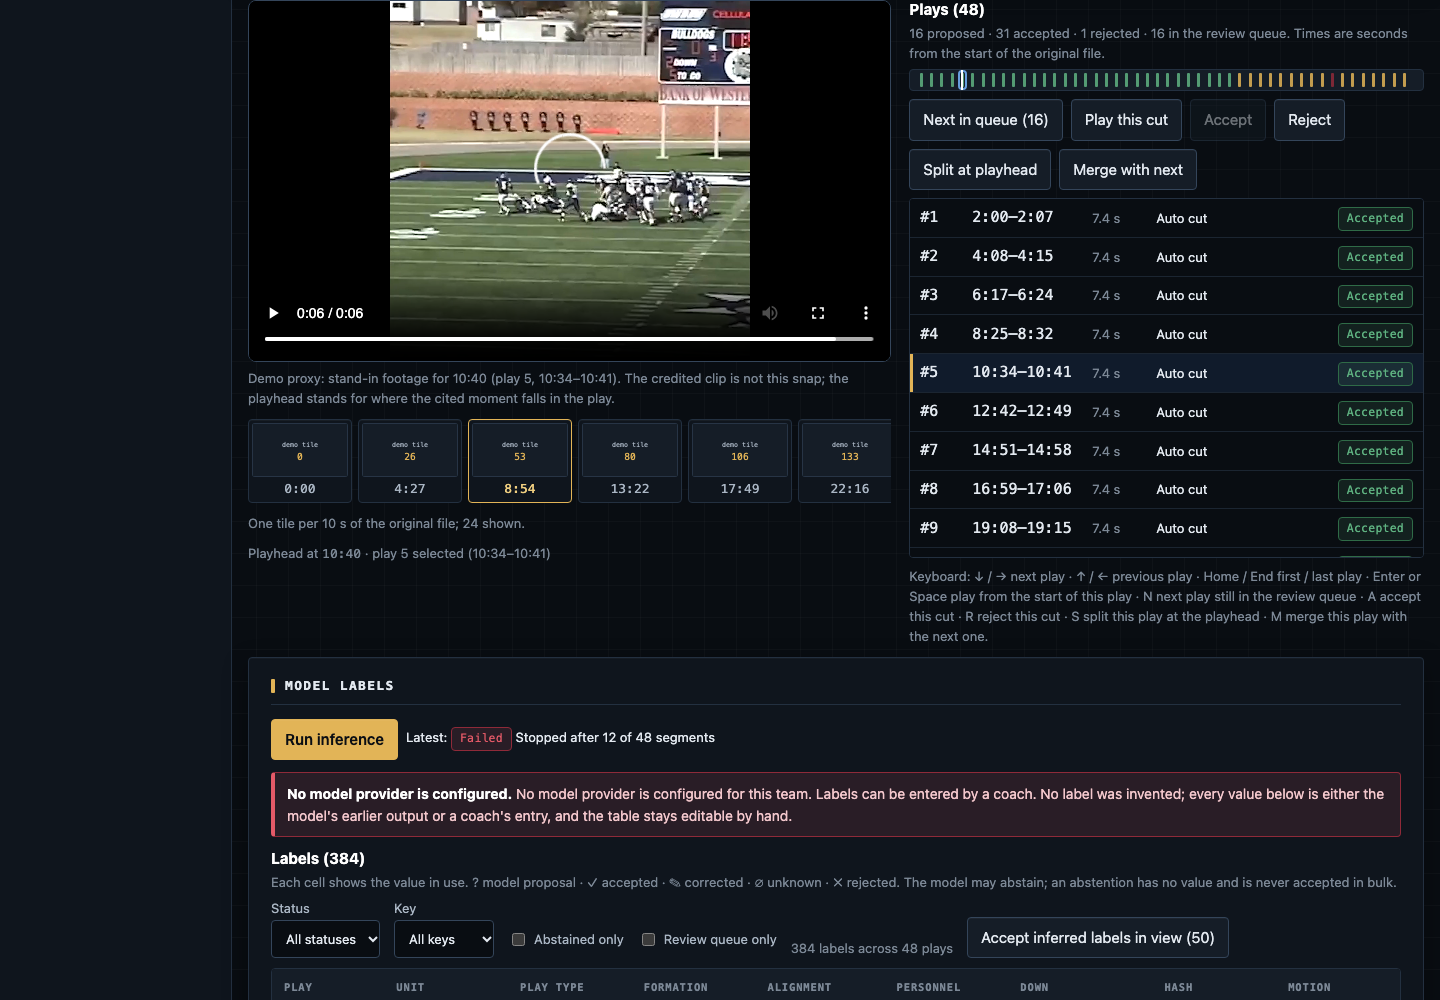 CELLULA
BULLDOGS
DOWN
TO GO
BANK OF WESTE
0:06 / 0:06
Demo proxy: stand-in footage for 10:40 (play 5, 10:34–10:41). The credited clip is not this snap; the
playhead stands for where the cited moment falls in the play.
demo tile
0
0:00
demo tile
26
4:27
demo tile
53
8:54
demo tile
80
13:22
demo tile
106
17:49
demo tile
133
22:16
One tile per 10 s of the original file; 24 shown.
Playhead at 10:40 · play 5 selected (10:34–10:41)
Plays (48)
16 proposed · 31 accepted · 1 rejected · 16 in the review queue. Times are seconds
from the start of the original file.
Next in queue (16) Play this cut Accept Reject
Split at playhead Merge with next
#1 2:00–2:07 7.4 s Auto cut Accepted
#2 4:08–4:15 7.4 s Auto cut Accepted
#3 6:17–6:24 7.4 s Auto cut Accepted
#4 8:25–8:32 7.4 s Auto cut Accepted
#5 10:34–10:41 7.4 s Auto cut Accepted
#6 12:42–12:49 7.4 s Auto cut Accepted
#7 14:51–14:58 7.4 s Auto cut Accepted
#8 16:59–17:06 7.4 s Auto cut Accepted
#9 19:08–19:15 7.4 s Auto cut Accepted
Keyboard: ↓ / → next play · ↑ / ← previous play · Home / End first / last play · Enter or
Space play from the start of this play · N next play still in the review queue · A accept
this cut · R reject this cut · S split this play at the playhead · M merge this play with
the next one.
MODEL LABELS
Run inference Latest: Failed Stopped after 12 of 48 segments
No model provider is configured. No model provider is configured for this team. Labels can be entered by a coach. No label was invented; every value below is either the
model's earlier output or a coach's entry, and the table stays editable by hand.
Labels (384)
Each cell shows the value in use. ? model proposal · ✓ accepted · ✎ corrected · ⌀ unknown · ✕ rejected. The model may abstain; an abstention has no value and is never accepted in bulk.
Status Key
All statuses All keys Abstained only Review queue only 384 labels across 48 plays Accept inferred labels in view (50)
PLAY UNIT PLAY TYPE FORMATION ALIGNMENT PERSONNEL DOWN HASH MOTION